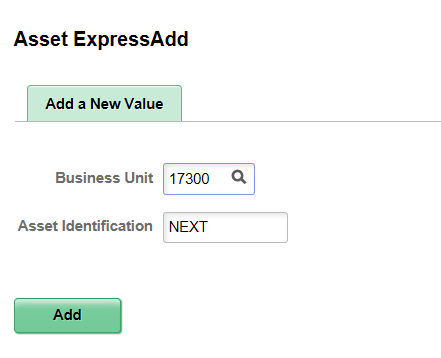 Asset ExpressAdd
Add a New Value
Business Unit 17300
Asset Identification NEXT
Add